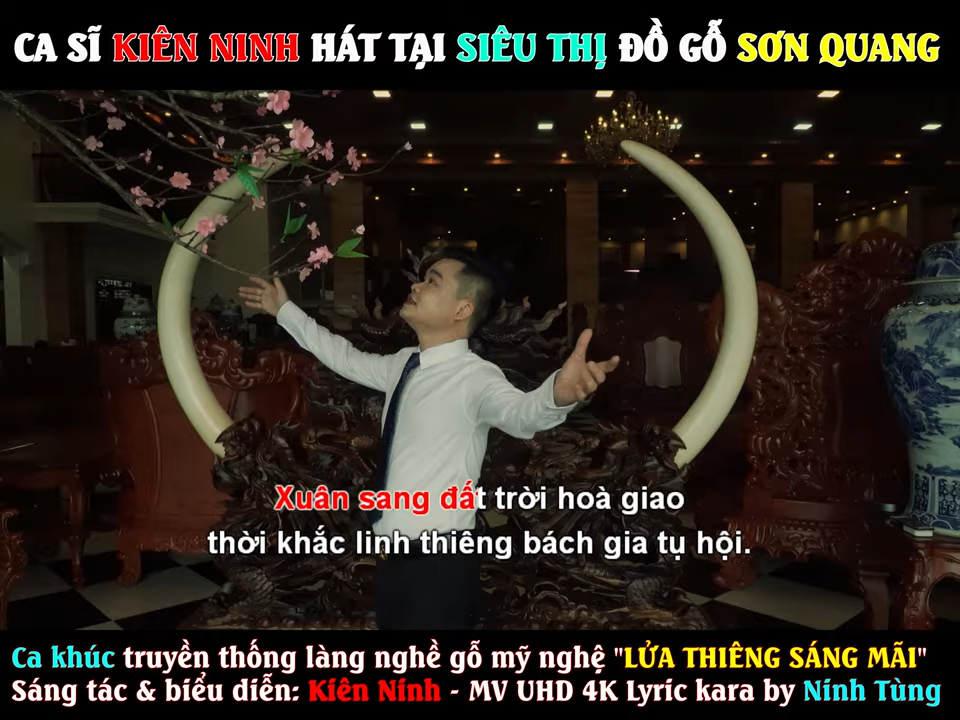 CA SĨ KIÊN NINH HÁT TẠI SIÊU THỊ ĐỒ GỖ SƠN QUANG
Xuân sang đất trời hoà giao
thời khắc linh thiêng bách gia tụ hội.
Ca khúc truyền thống làng nghề gỗ mỹ nghệ "LỬA THIÊNG SÁNG MÃI"
Sáng tác & biểu diễn: Kiên Ninh - MV UHD 4K Lyric kara by Ninh Tùng